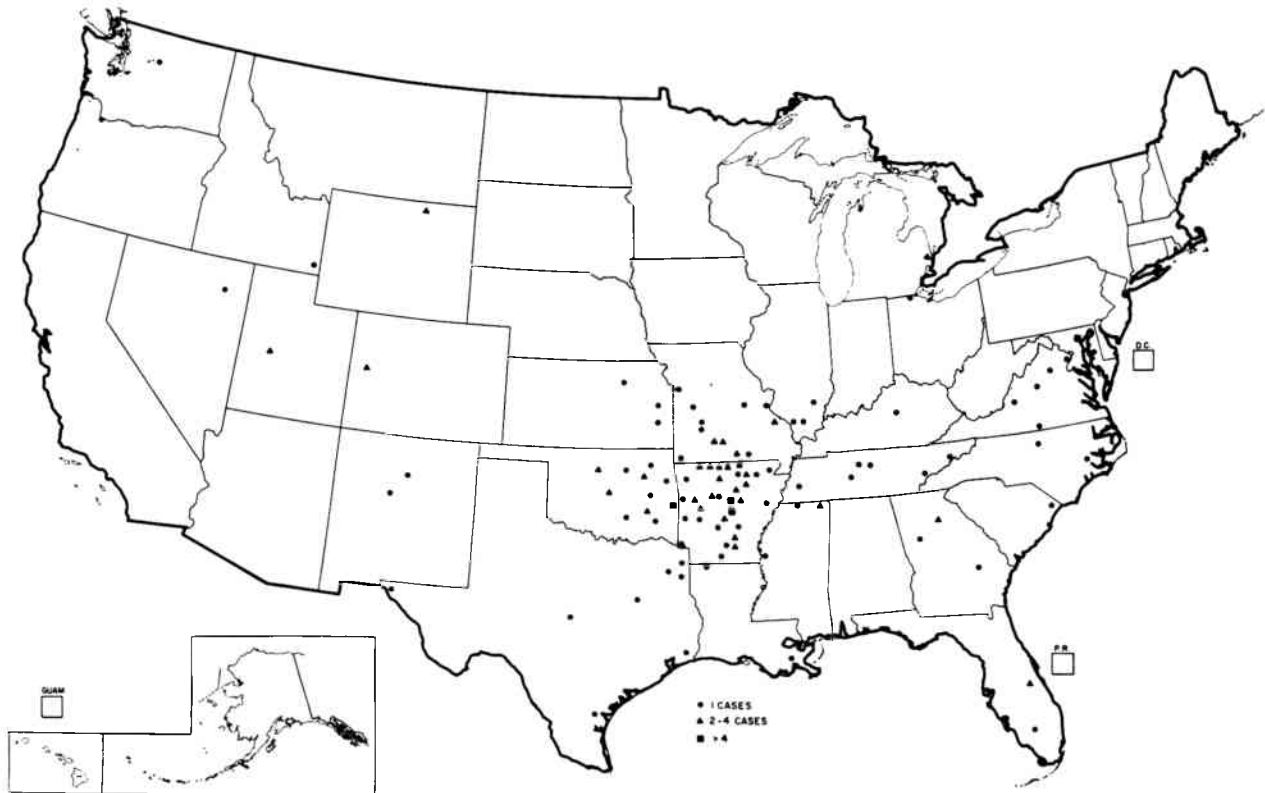 D.C.
P.R
GUAM
● 1 CASES
▲ 2-4 CASES
■ >4